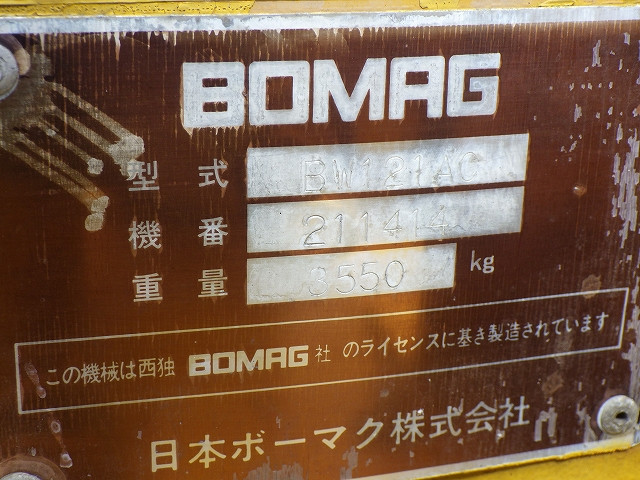 BOMAG
型式 BW121AC
機番 211414
重量 3550 kg
この機械は西独 BOMAG 社 のライセンスに基き製造されています
日本ボーマク株式会社